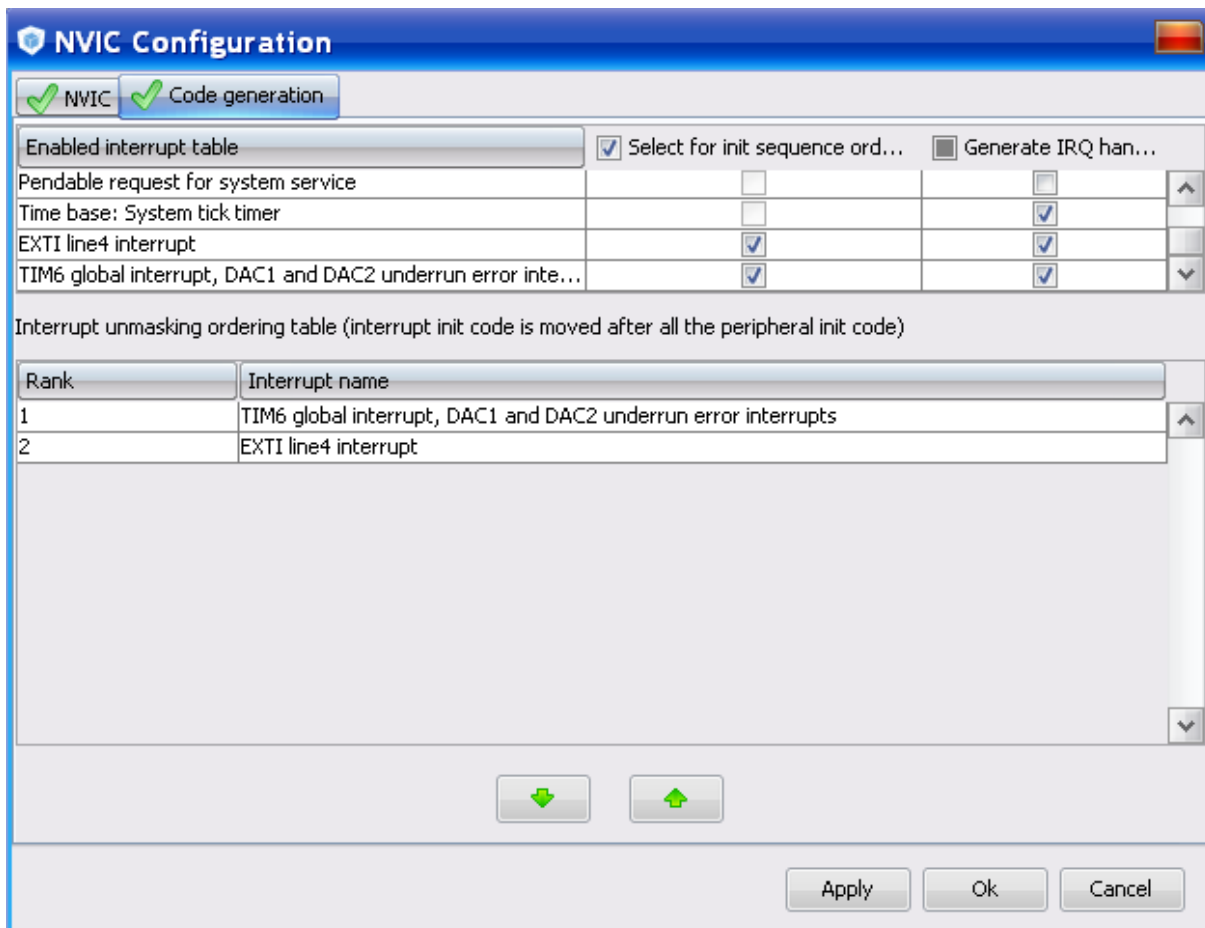 NVIC Configuration
NVIC Code generation
Enabled interrupt table Select for init sequence ord... Generate IRQ han...
Pendable request for system service
Time base: System tick timer
EXTI line4 interrupt
TIM6 global interrupt, DAC1 and DAC2 underrun error inte...
Interrupt unmasking ordering table (interrupt init code is moved after all the peripheral init code)
Rank Interrupt name
1 TIM6 global interrupt, DAC1 and DAC2 underrun error interrupts
2 EXTI line4 interrupt
Apply Ok Cancel